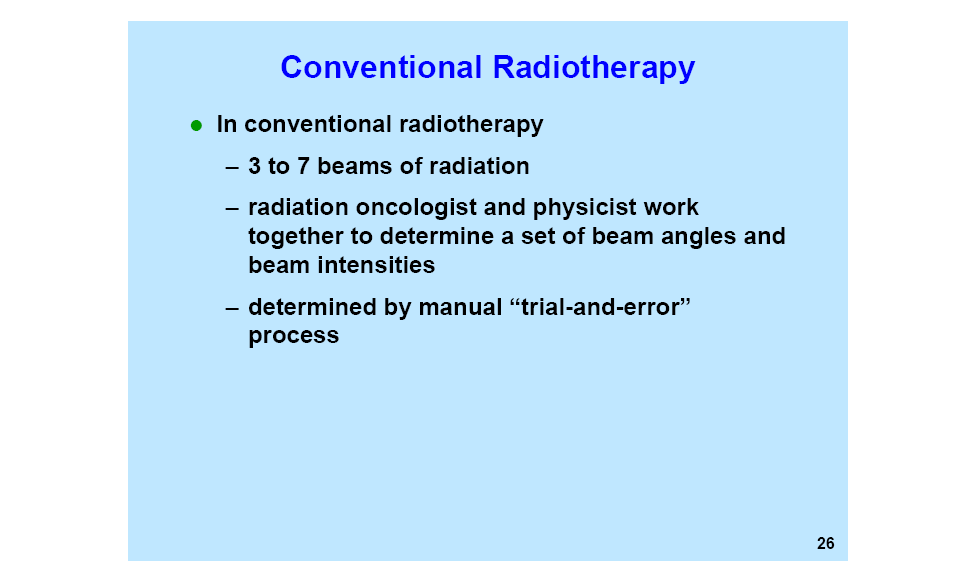 Conventional Radiotherapy
● In conventional radiotherapy
– 3 to 7 beams of radiation
– radiation oncologist and physicist work
together to determine a set of beam angles and
beam intensities
– determined by manual “trial-and-error”
process
26